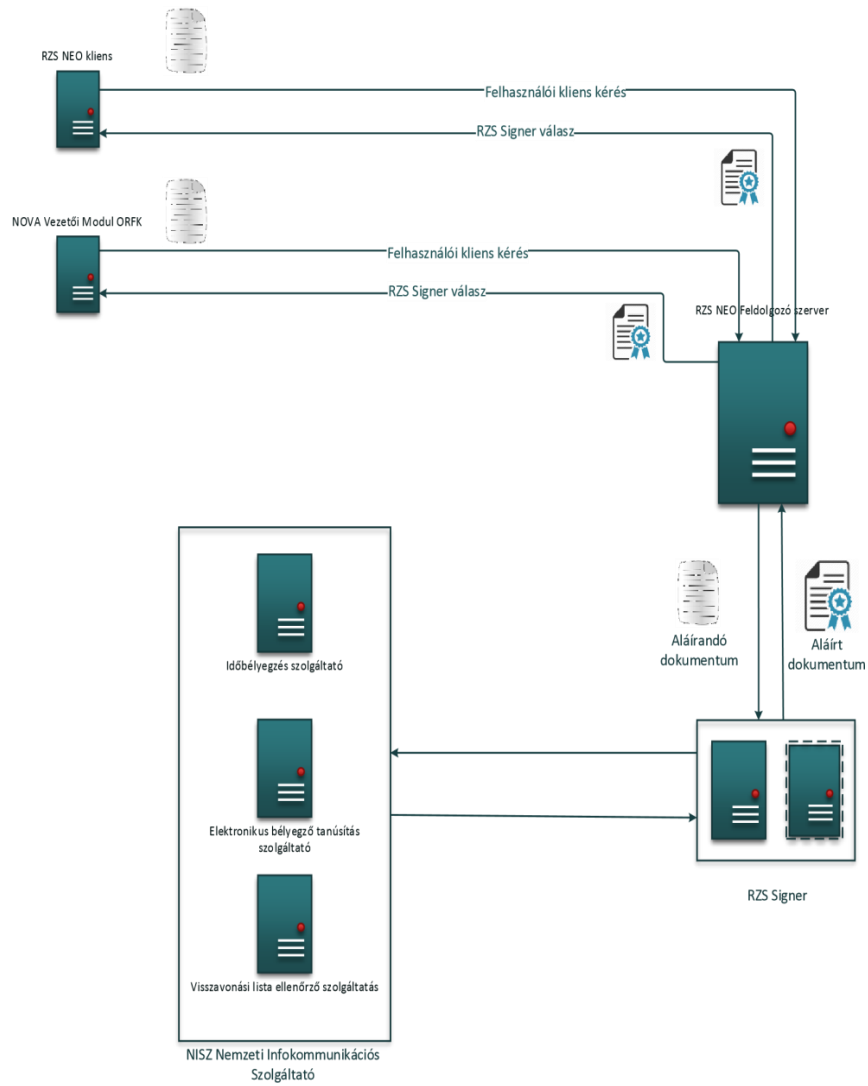 RZS NEO kliens
Felhasználói kliens kérés
RZS Signer válasz
NOVA Vezetői Modul ORFK
Felhasználói kliens kérés
RZS Signer válasz
RZS NEO Feldolgozó szerver
Aláírandó
dokumentum
Aláírt
dokumentum
Időbélyegzés szolgáltató
Elektronikus bélyegző tanúsítás
szolgáltató
Visszavonási lista ellenőrző szolgáltatás
RZS Signer
NISZ Nemzeti Infokommunikációs
Szolgáltató